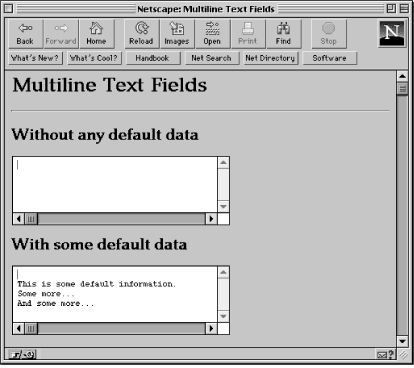 Netscape: Multiline Text Fields
Back Forward Home Reload Images Open Print Find Stop
N
What's New? What's Cool? Handbook Net Search Net Directory Software
Multiline Text Fields
Without any default data
With some default data
This is some default information.
Some more...
And some more...
?